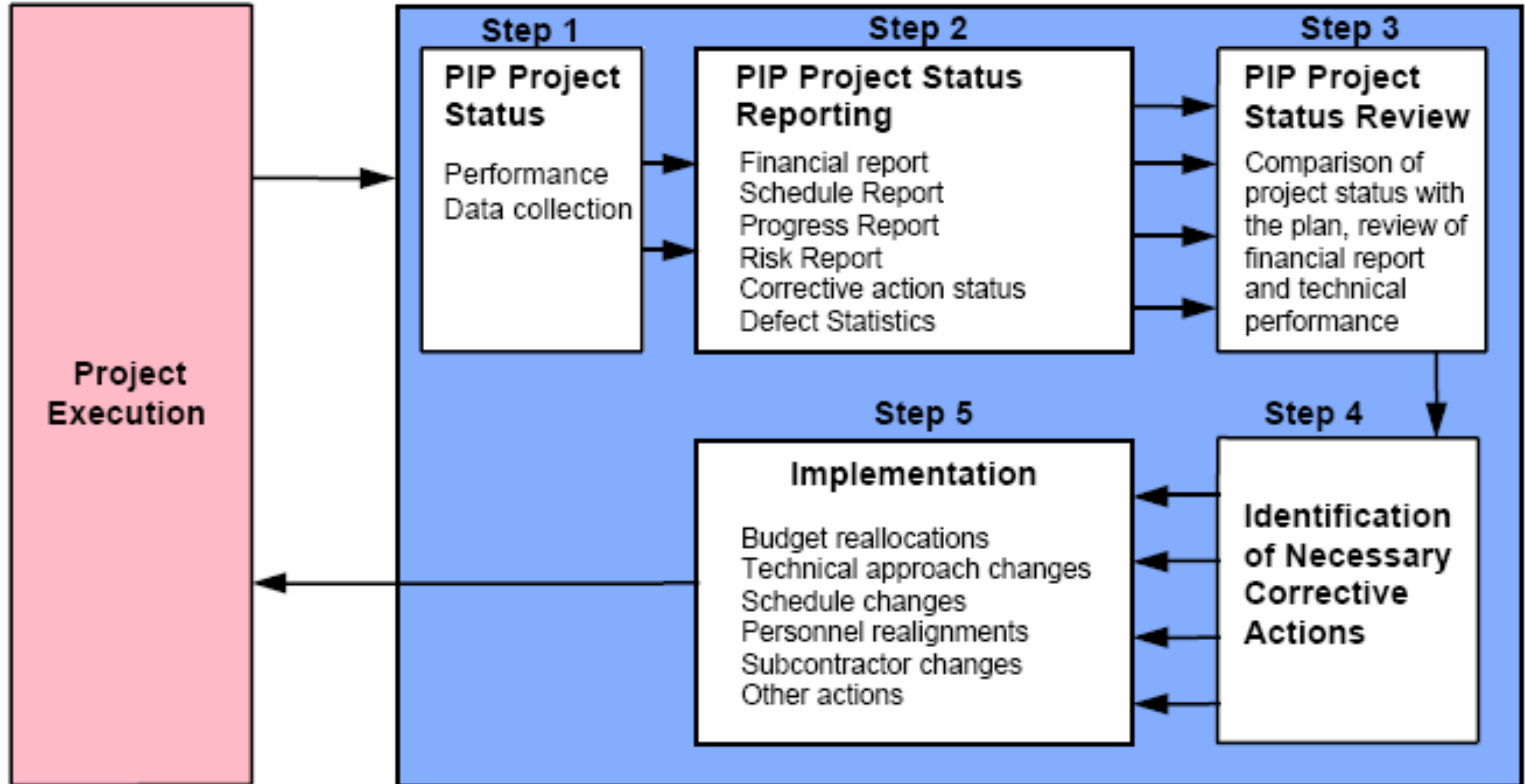 Project
Execution
Step 1
PIP Project
Status
Performance
Data collection
Step 2
PIP Project Status
Reporting
Financial report
Schedule Report
Progress Report
Risk Report
Corrective action status
Defect Statistics
Step 3
PIP Project
Status Review
Comparison of
project status with
the plan, review of
financial report
and technical
performance
Step 4
Identification
of Necessary
Corrective
Actions
Step 5
Implementation
Budget reallocations
Technical approach changes
Schedule changes
Personnel realignments
Subcontractor changes
Other actions